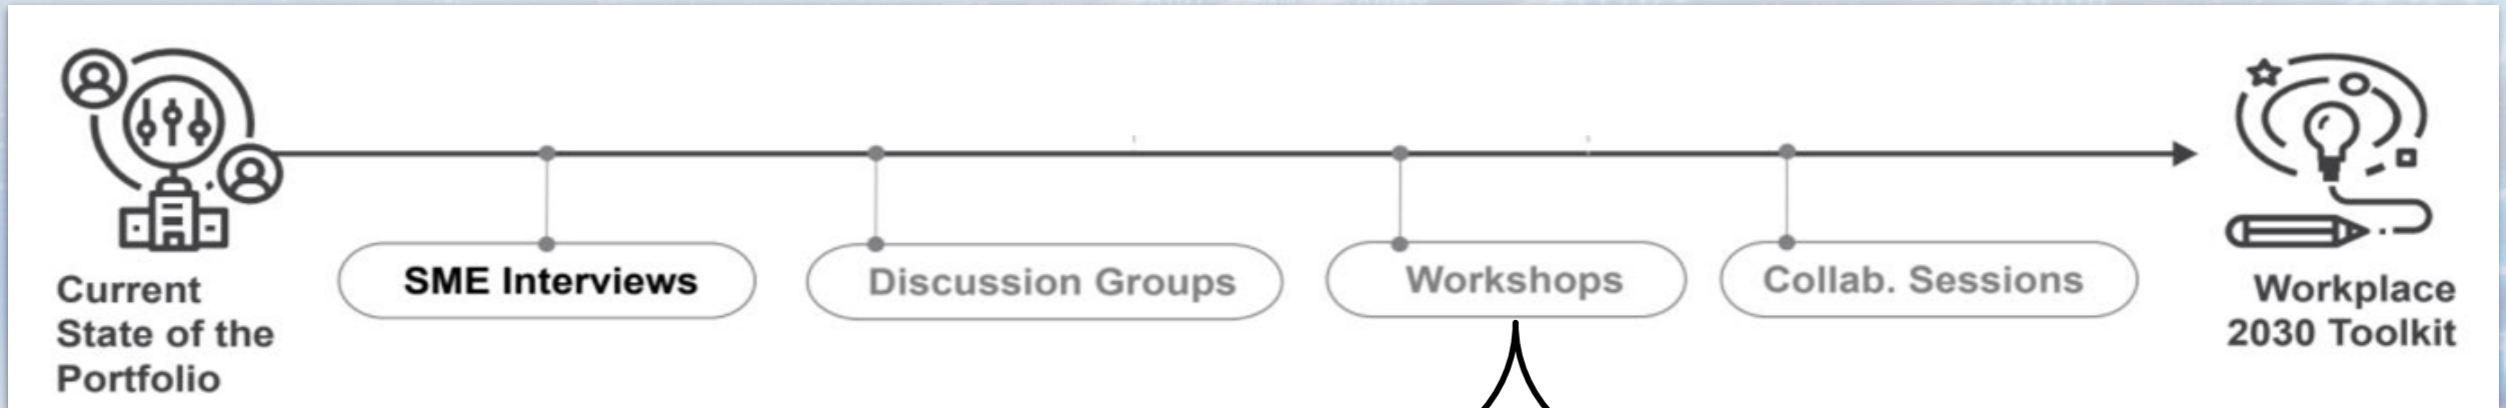 Current
State of the
Portfolio
SME Interviews
Discussion Groups
Workshops
Collab. Sessions
Workplace
2030 Toolkit